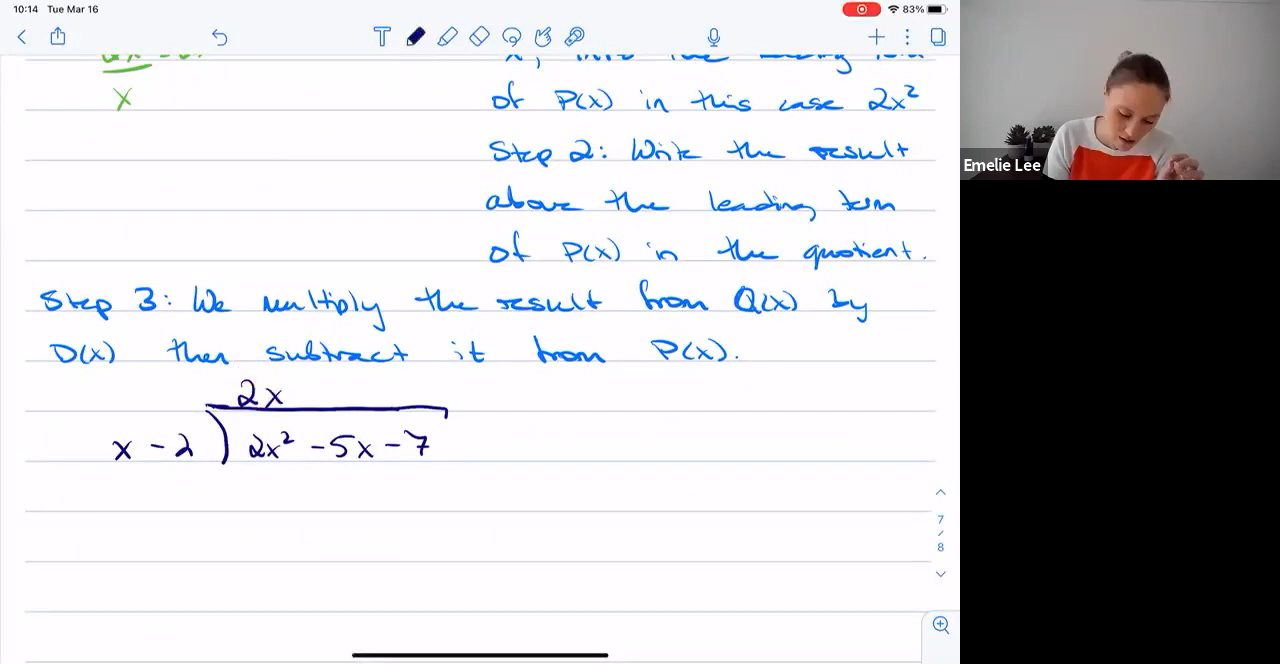 10:14 Tue Mar 16
83%
x
of P(x) in this case 2x²
Step 2: Write the result
above the leading term
of P(x) in the quotient.
Step 3: We multiply the result from Q(x) by
D(x) then subtract it from P(x).
2x
x - 2 ) 2x² - 5x - 7
7
/
8
Emelie Lee